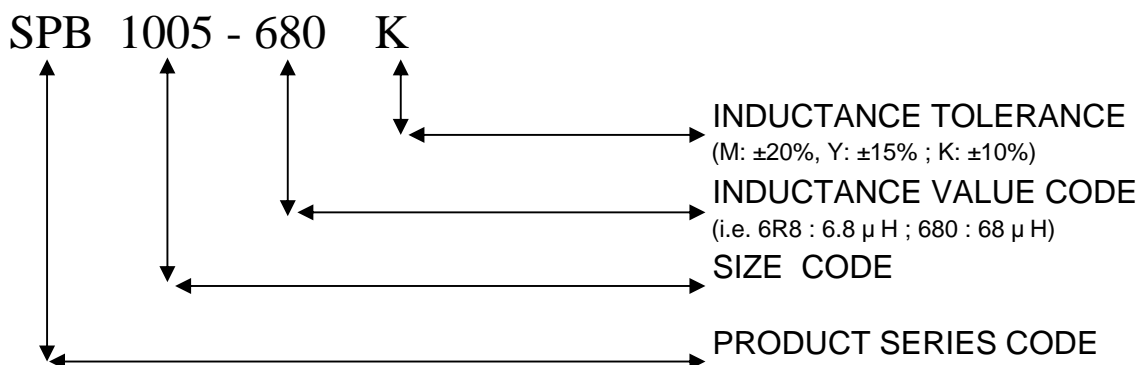 SPB 1005 - 680 K
INDUCTANCE TOLERANCE
(M: ±20%, Y: ±15% ; K: ±10%)
INDUCTANCE VALUE CODE
(i.e. 6R8 : 6.8 μ H ; 680 : 68 μ H)
SIZE CODE
PRODUCT SERIES CODE